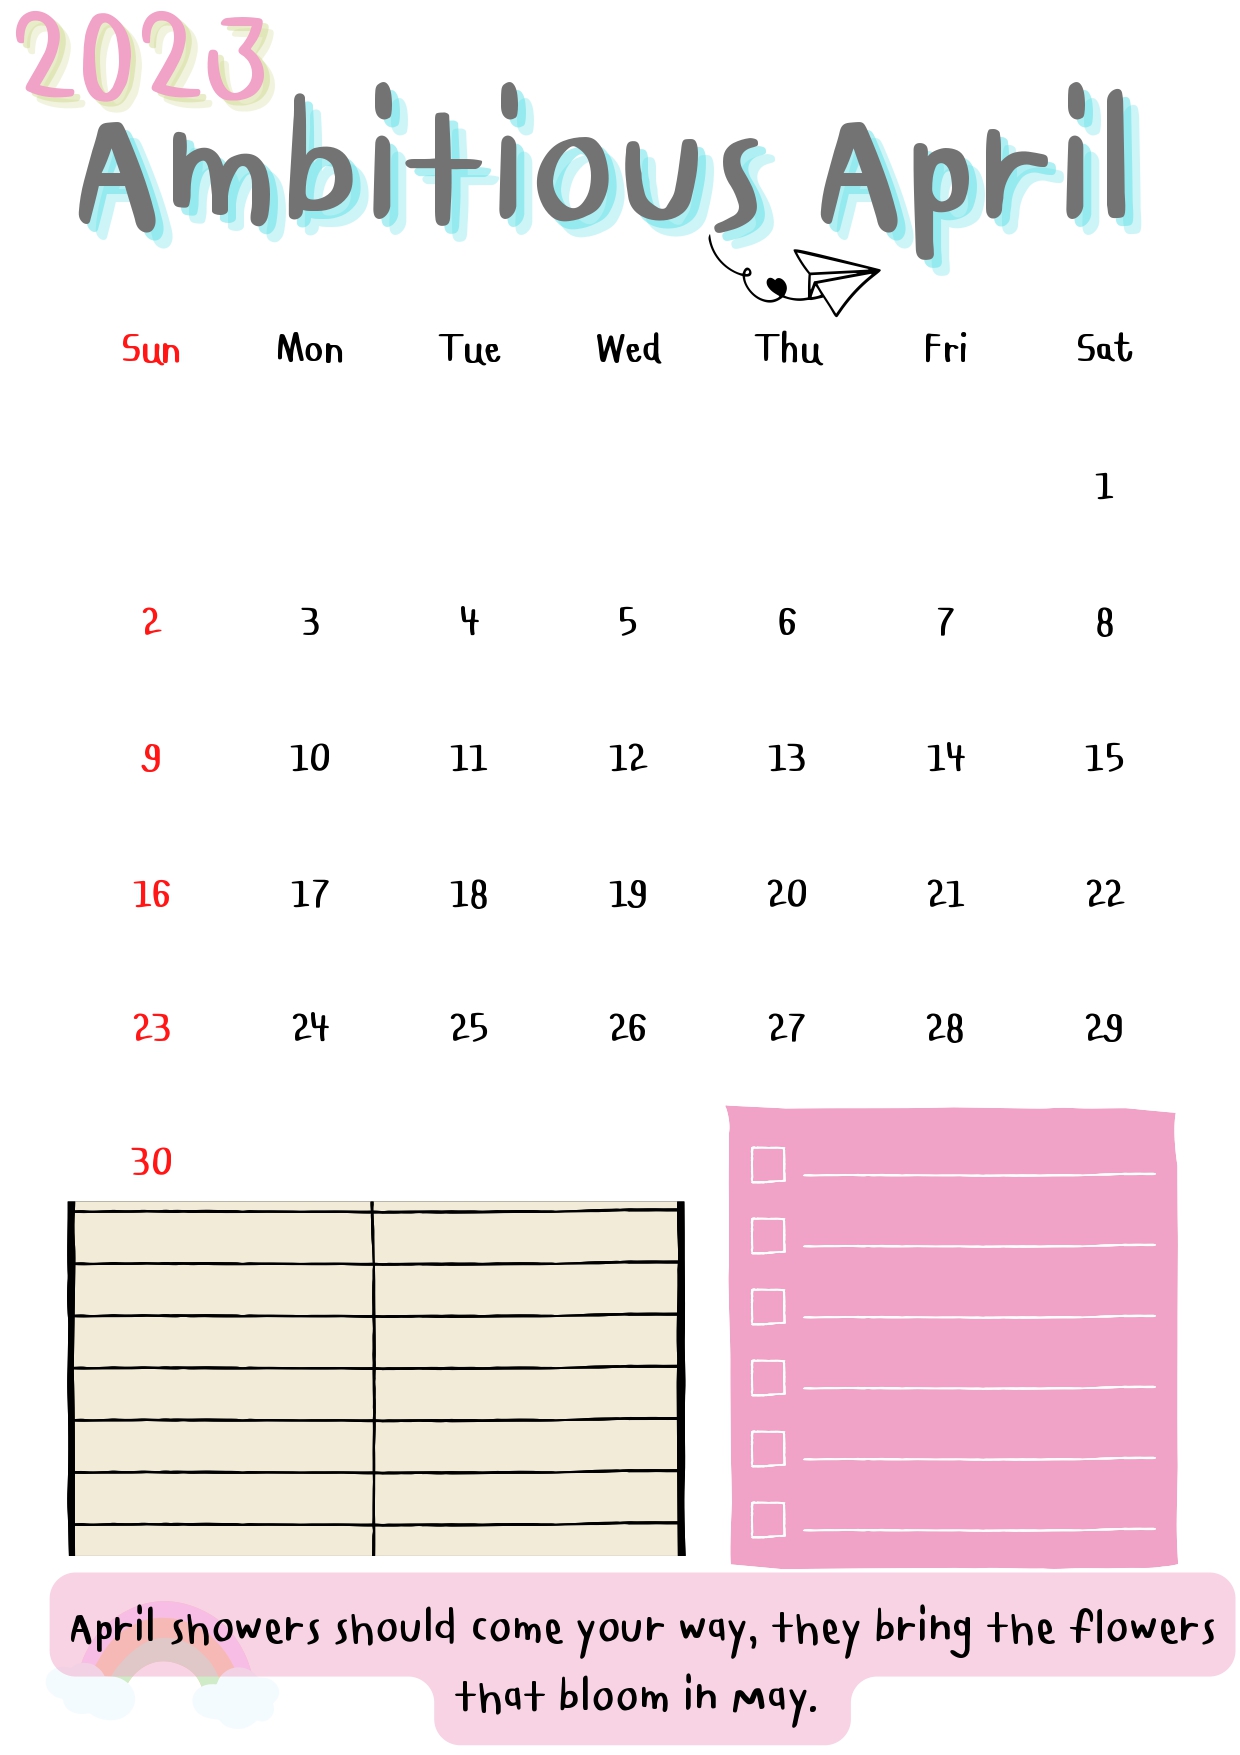 2023
Ambitious April
Sun Mon Tue Wed Thu Fri Sat
1
2 3 4 5 6 7 8
9 10 11 12 13 14 15
16 17 18 19 20 21 22
23 24 25 26 27 28 29
30
April showers should come your way, they bring the flowers
that bloom in May.